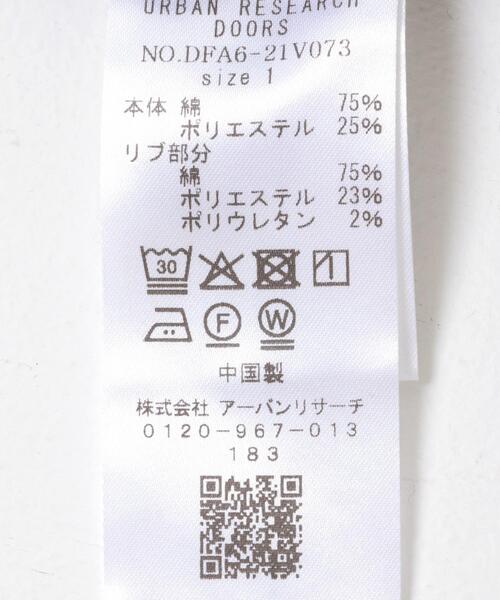 URBAN RESEARCH
DOORS
NO.DFA6-21V073
size 1
本体 綿 75%
ポリエステル 25%
リブ部分
綿 75%
ポリエステル 23%
ポリウレタン 2%
30
F W
中国製
株式会社 アーバンリサーチ
0120-967-013
183